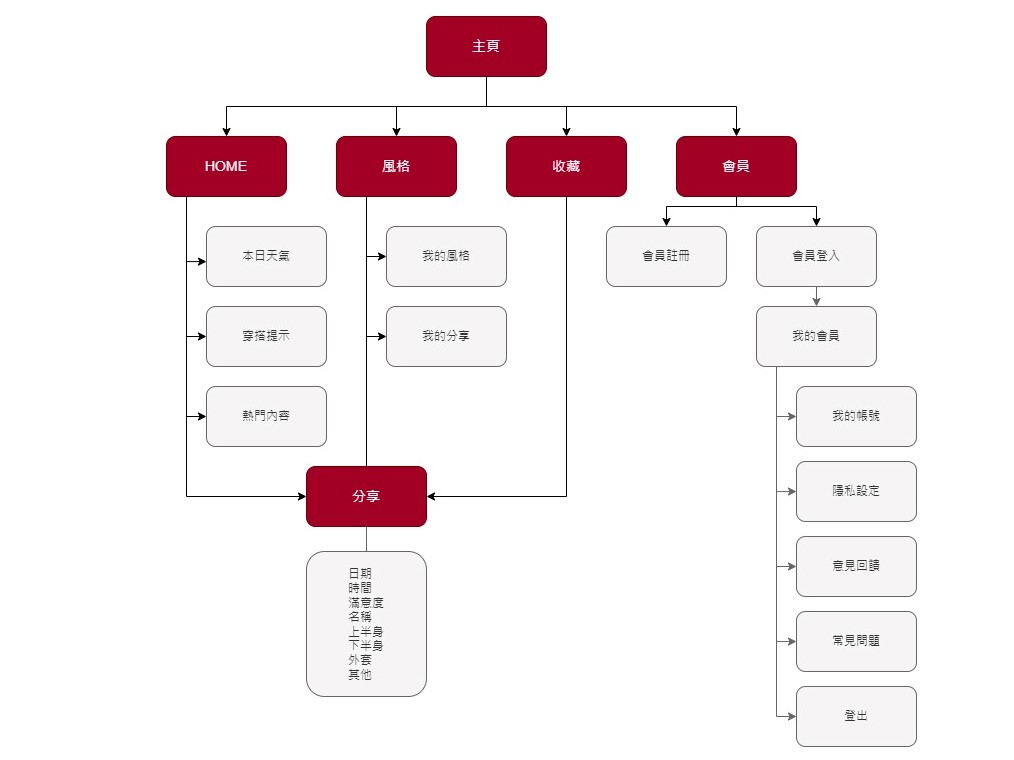 主頁
HOME
風格
收藏
會員
本日天氣
我的風格
會員註冊
會員登入
穿搭提示
我的分享
我的會員
熱門內容
我的帳號
分享
隱私設定
日期
時間
滿意度
名稱
上半身
下半身
外套
其他
意見回饋
常見問題
登出